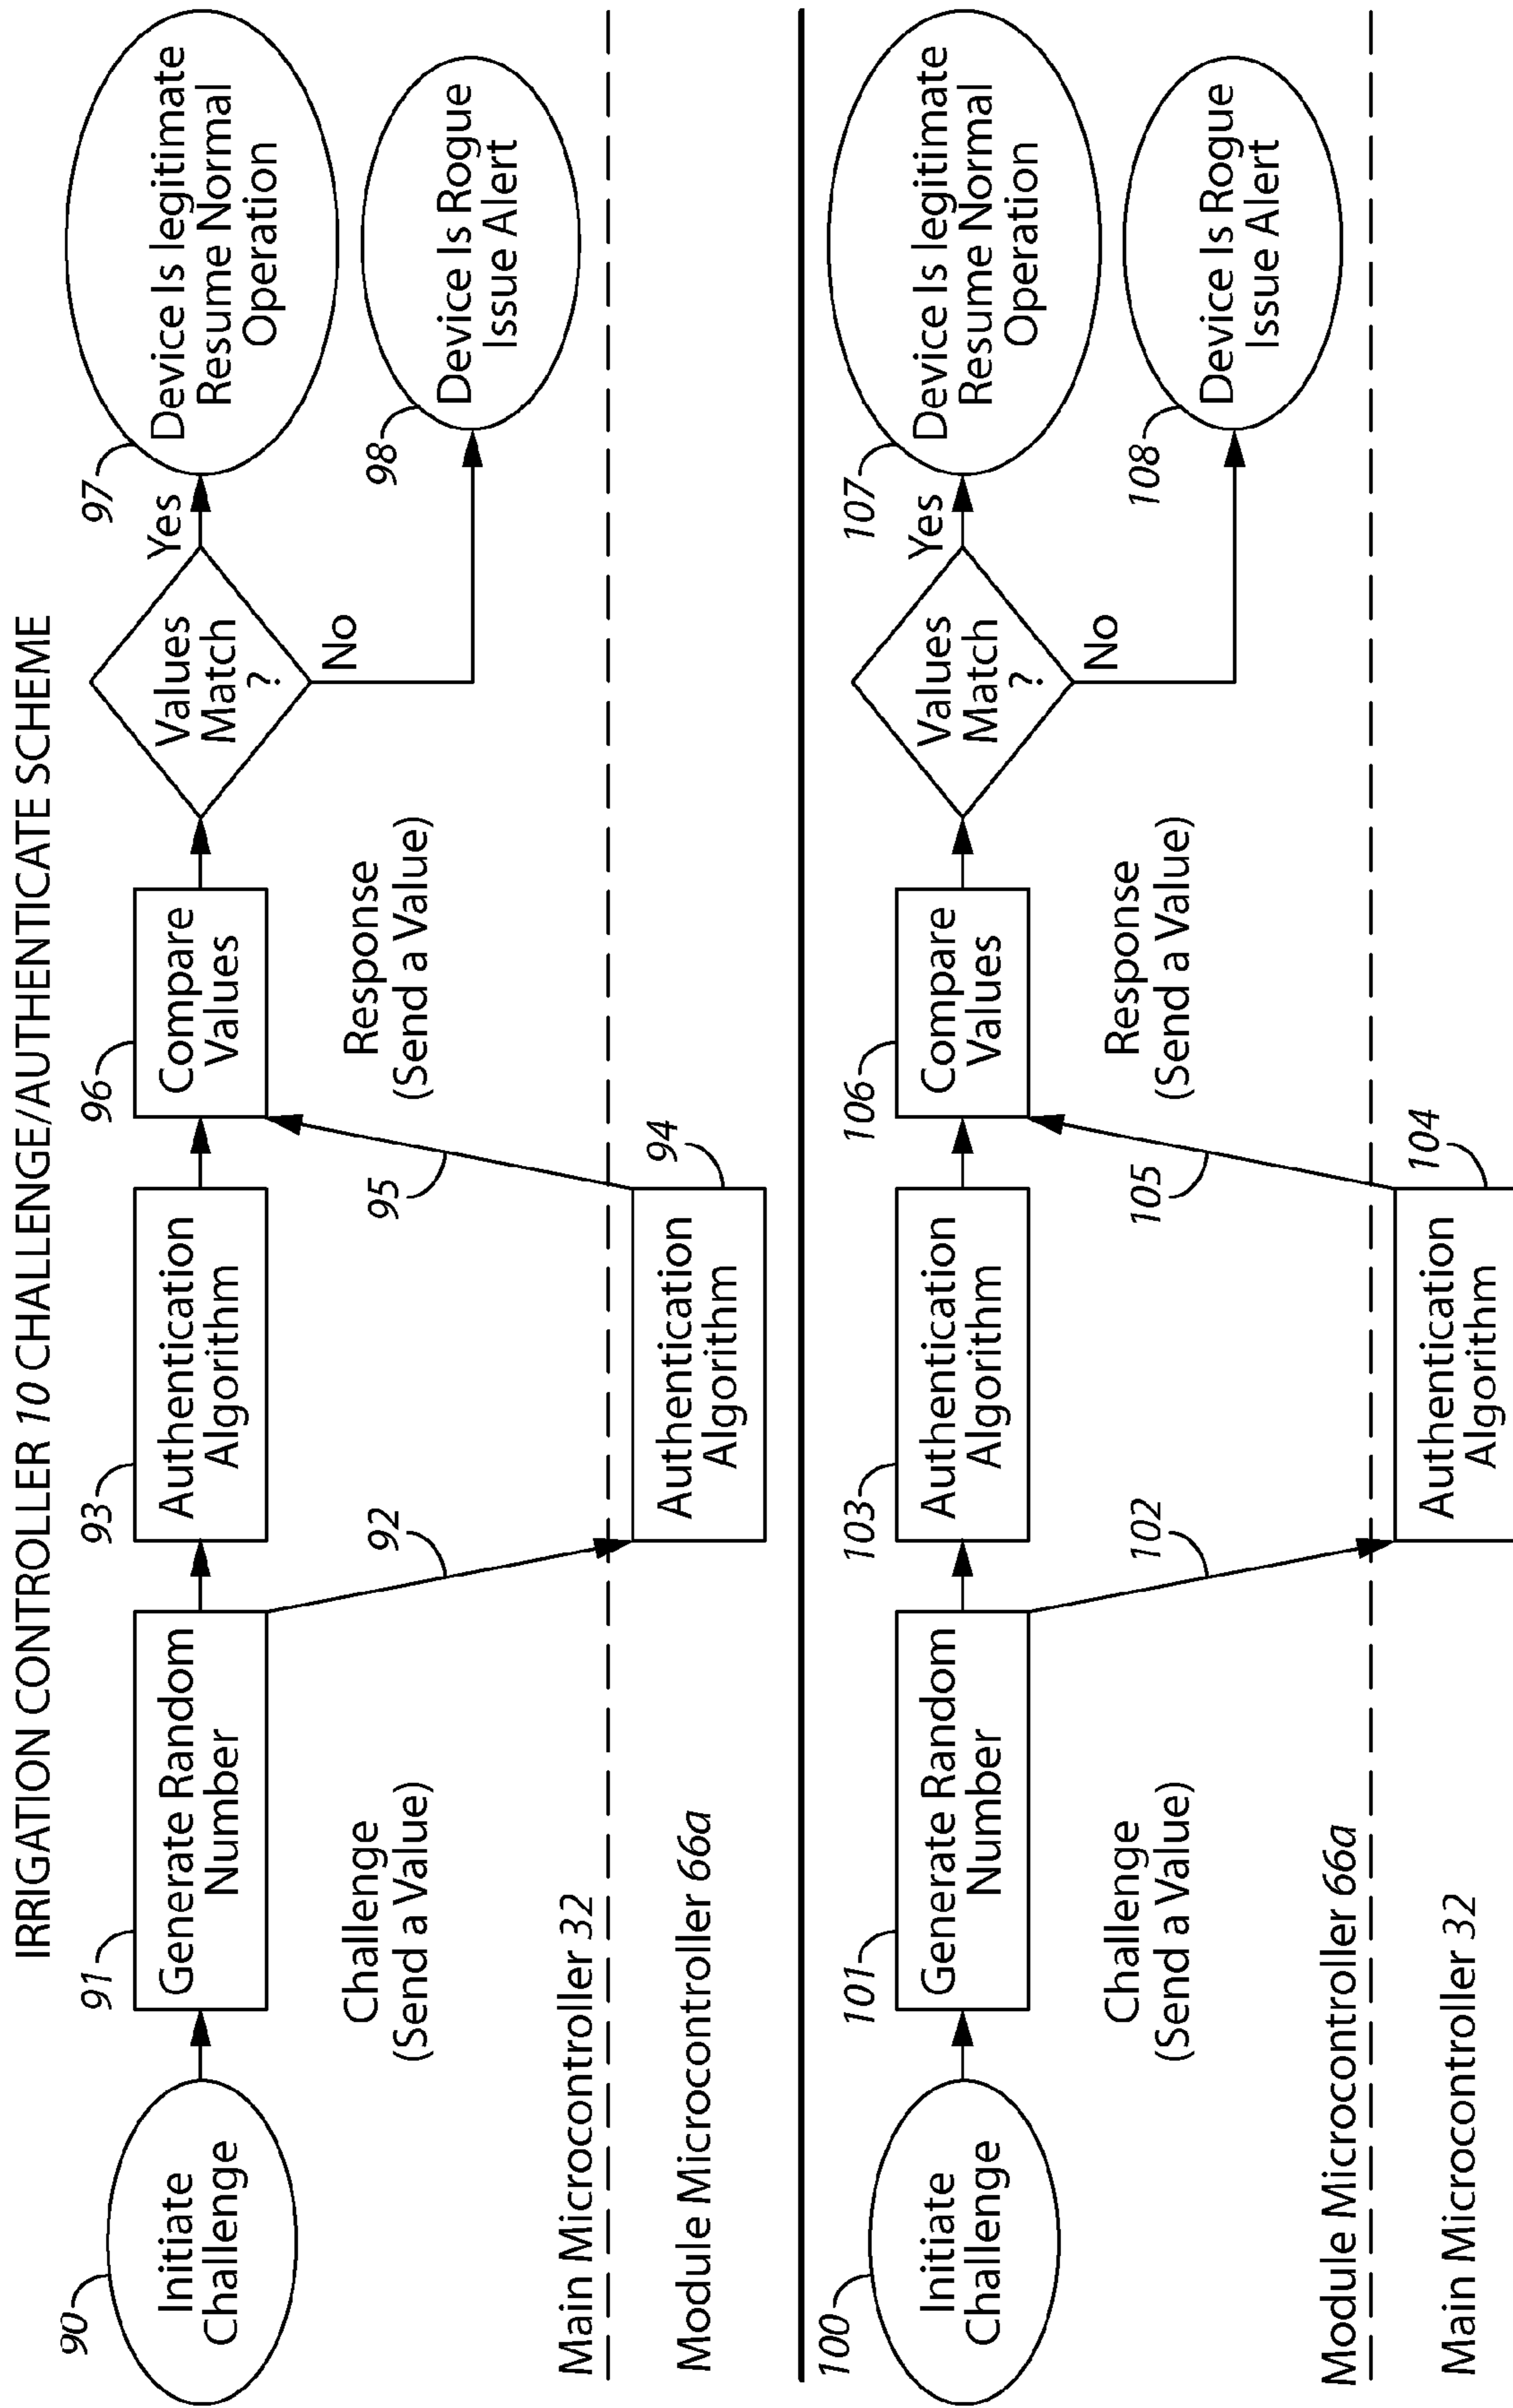 IRRIGATION CONTROLLER 10 CHALLENGE/AUTHENTICATE SCHEME
90
Initiate
Challenge
91
Generate Random
Number
93
Authentication
Algorithm
96
Compare
Values
Values
Match
?
Yes
97
Device Is legitimate
Resume Normal
Operation
No
98
Device Is Rogue
Issue Alert
Challenge
(Send a Value)
92
95
Response
(Send a Value)
Main Microcontroller 32
Module Microcontroller 66a
94
Authentication
Algorithm
100
Initiate
Challenge
101
Generate Random
Number
103
Authentication
Algorithm
106
Compare
Values
Values
Match
?
Yes
107
Device Is legitimate
Resume Normal
Operation
No
108
Device Is Rogue
Issue Alert
Challenge
(Send a Value)
102
105
Response
(Send a Value)
Module Microcontroller 66a
Main Microcontroller 32
104
Authentication
Algorithm